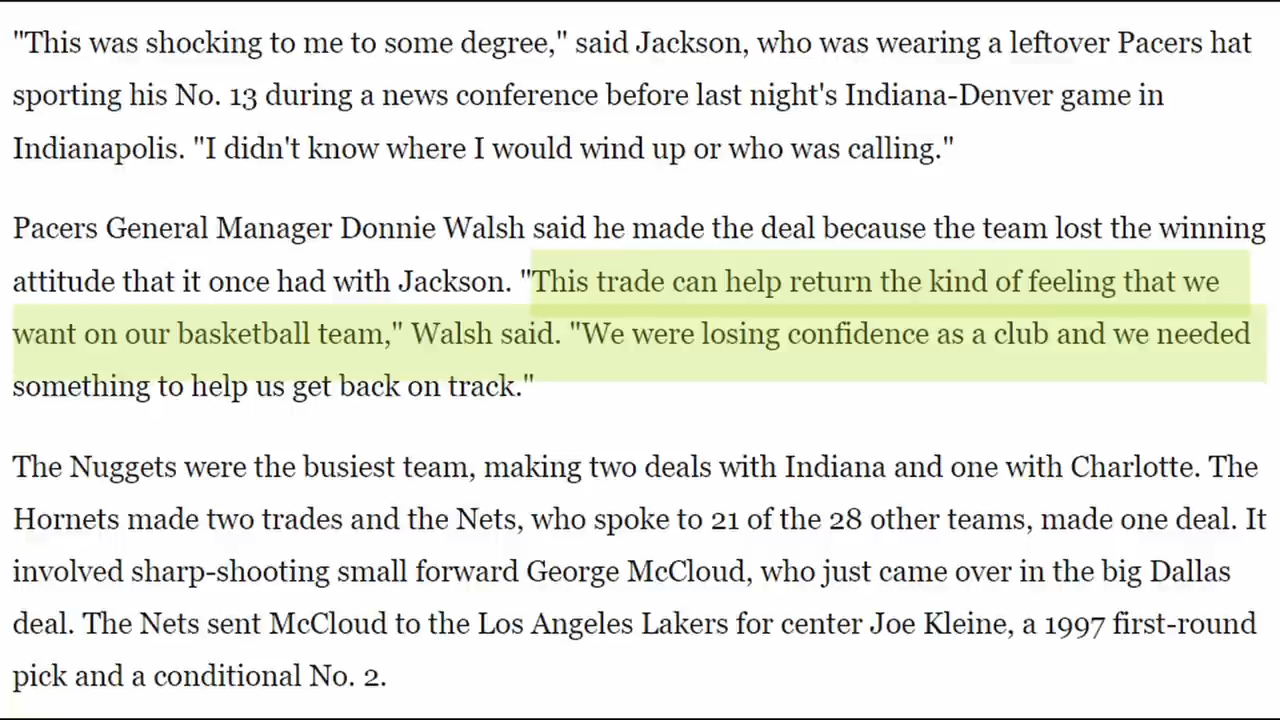 "This was shocking to me to some degree," said Jackson, who was wearing a leftover Pacers hat
sporting his No. 13 during a news conference before last night's Indiana-Denver game in
Indianapolis. "I didn't know where I would wind up or who was calling."
Pacers General Manager Donnie Walsh said he made the deal because the team lost the winning
attitude that it once had with Jackson. "This trade can help return the kind of feeling that we
want on our basketball team," Walsh said. "We were losing confidence as a club and we needed
something to help us get back on track."
The Nuggets were the busiest team, making two deals with Indiana and one with Charlotte. The
Hornets made two trades and the Nets, who spoke to 21 of the 28 other teams, made one deal. It
involved sharp-shooting small forward George McCloud, who just came over in the big Dallas
deal. The Nets sent McCloud to the Los Angeles Lakers for center Joe Kleine, a 1997 first-round
pick and a conditional No. 2.